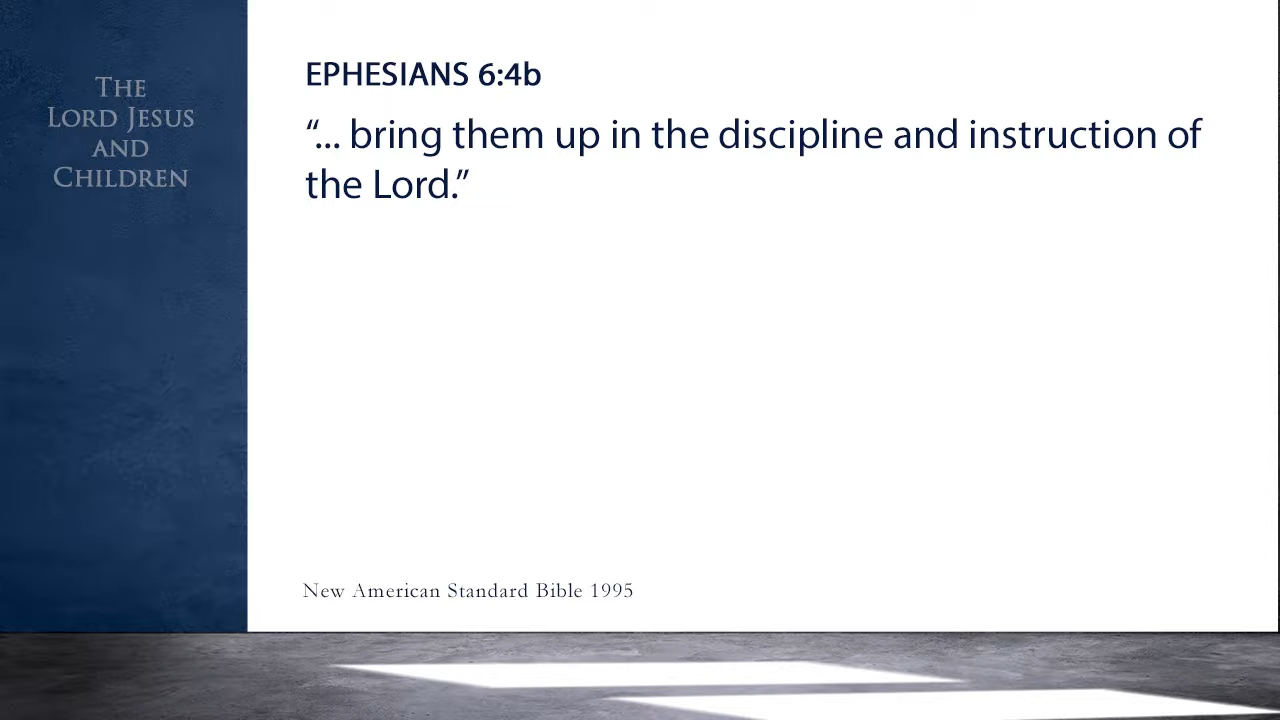 The
Lord Jesus
and
Children
EPHESIANS 6:4b
“... bring them up in the discipline and instruction of
the Lord.”
New American Standard Bible 1995